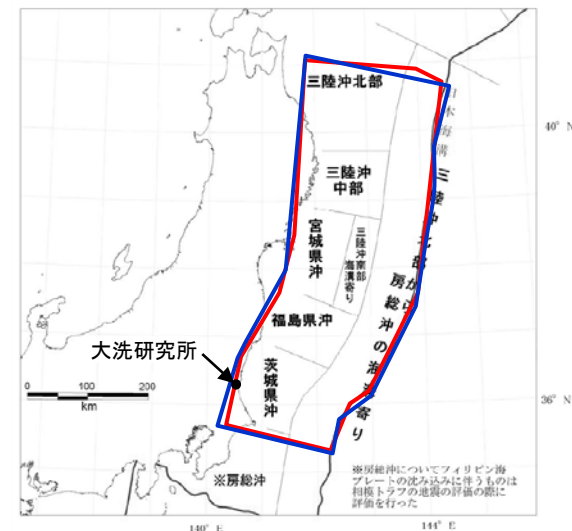 三陸沖北部
日本海溝
40° N
三陸沖
中部
三陸沖北部から
房総沖の海溝寄り
宮城県沖
三陸沖南部
海溝寄り
福島県沖
大洗研究所
茨城県沖
0 50 100 200
km
36° N
※房総沖
※房総沖についてフィリピン海
プレートの沈み込みに伴うものは
相模トラフの地震の評価の際に
評価を行った
140° E
144° E